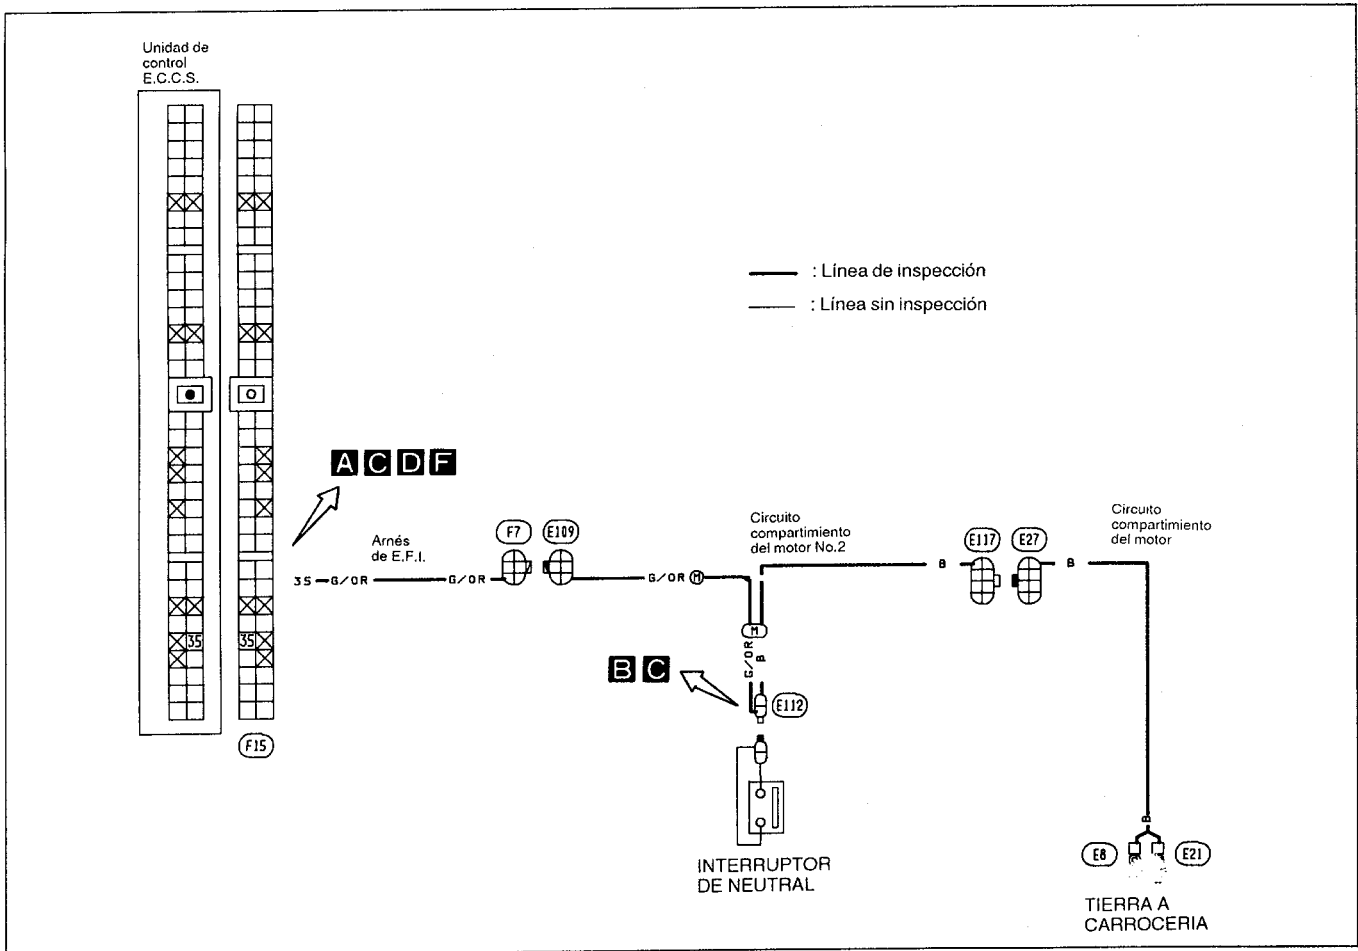 Unidad de
control
E.C.C.S.
: Línea de inspección
: Línea sin inspección
A C D F
Arnés
de E.F.I.
F7
E109
Circuito
compartimiento
del motor No.2
E117
E27
Circuito
compartimiento
del motor
35
G/OR
G/OR
G/OR
M
B
B
M
35
35
G/OR
B
B C
E112
F15
INTERRUPTOR
DE NEUTRAL
B
E8
E21
TIERRA A
CARROCERIA